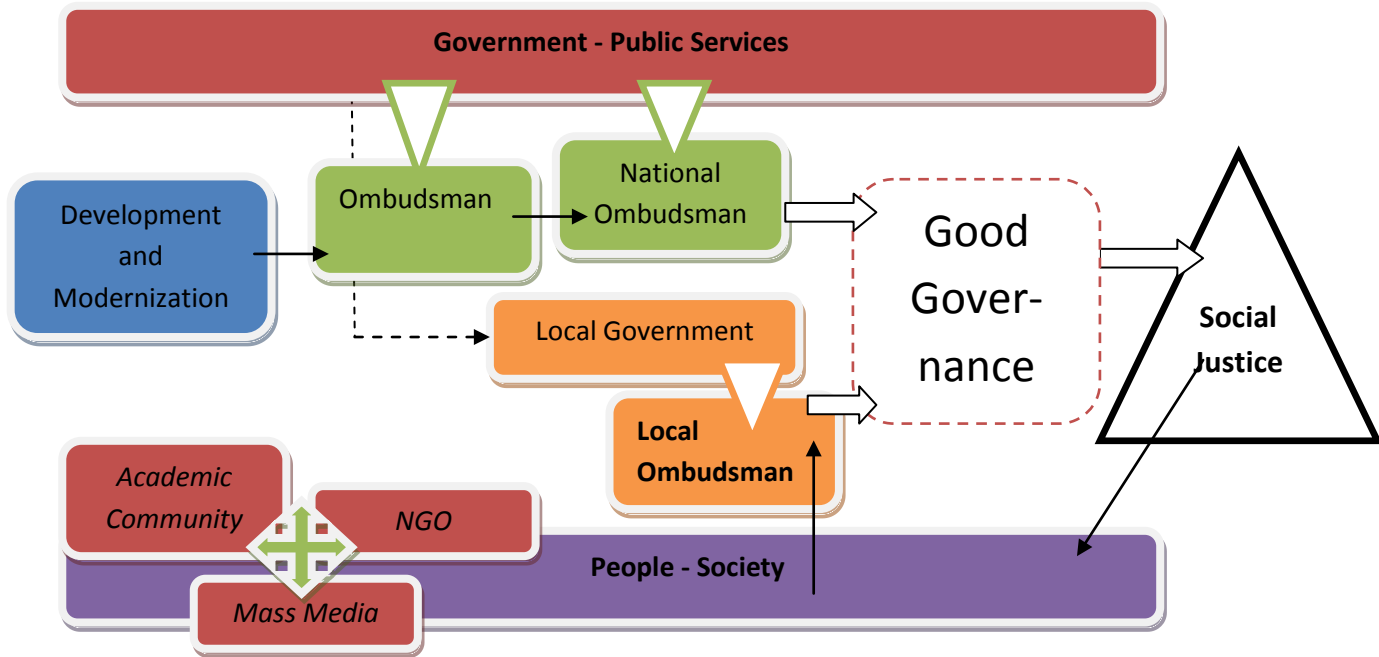 Government - Public Services
Development
and
Modernization
Ombudsman
National
Ombudsman
Local Government
Local
Ombudsman
Good
Gover-
nance
Social
Justice
Academic
Community
NGO
Mass Media
People - Society